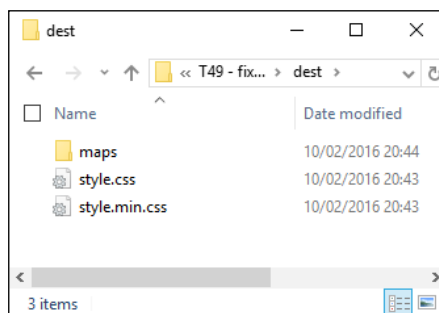 dest
« T49 - fix... > dest >
Name Date modified
maps 10/02/2016 20:44
style.css 10/02/2016 20:43
style.min.css 10/02/2016 20:43
3 items